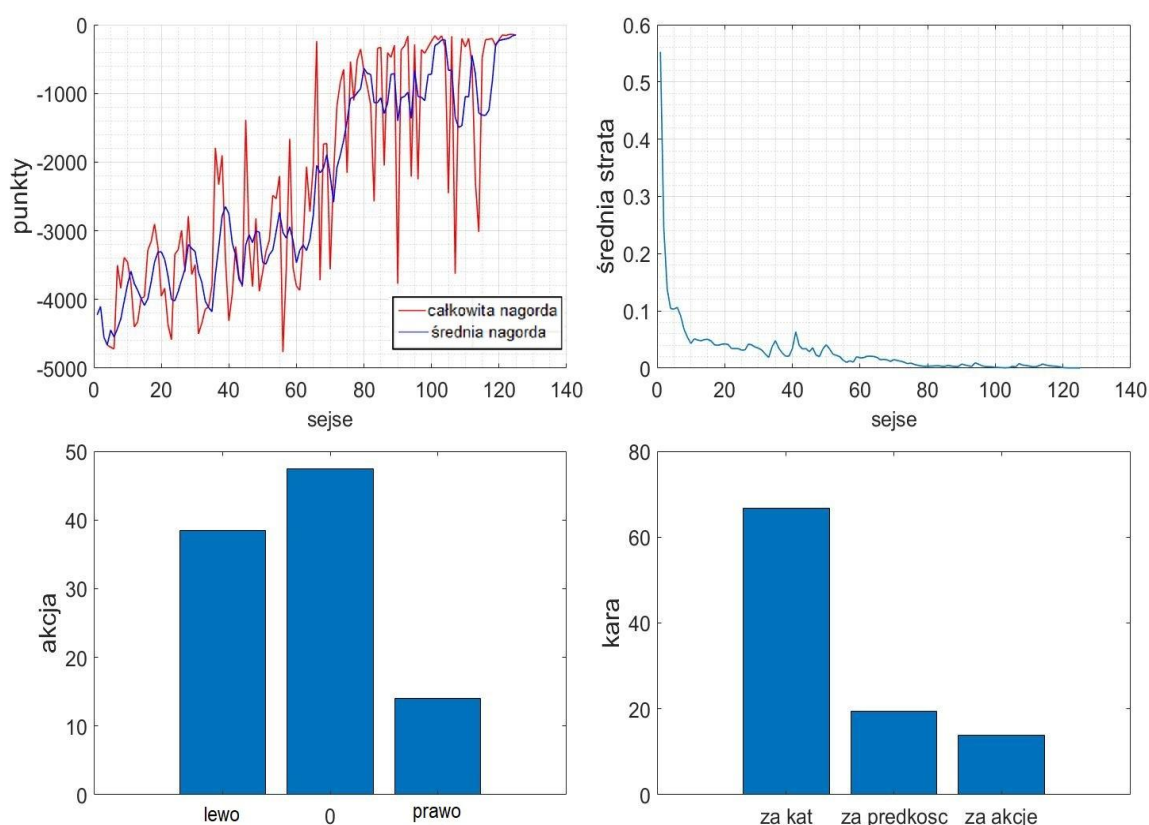 0
-1000
-2000
-3000
-4000
-5000
punkty
0 20 40 60 80 100 120 140
sejse
całkowita nagorda
średnia nagorda
0.6
0.5
0.4
0.3
0.2
0.1
0
średnia strata
0 20 40 60 80 100 120 140
sejse
50
40
30
20
10
0
akcja
lewo 0 prawo
80
60
40
20
0
kara
za kat za predkosc za akcje